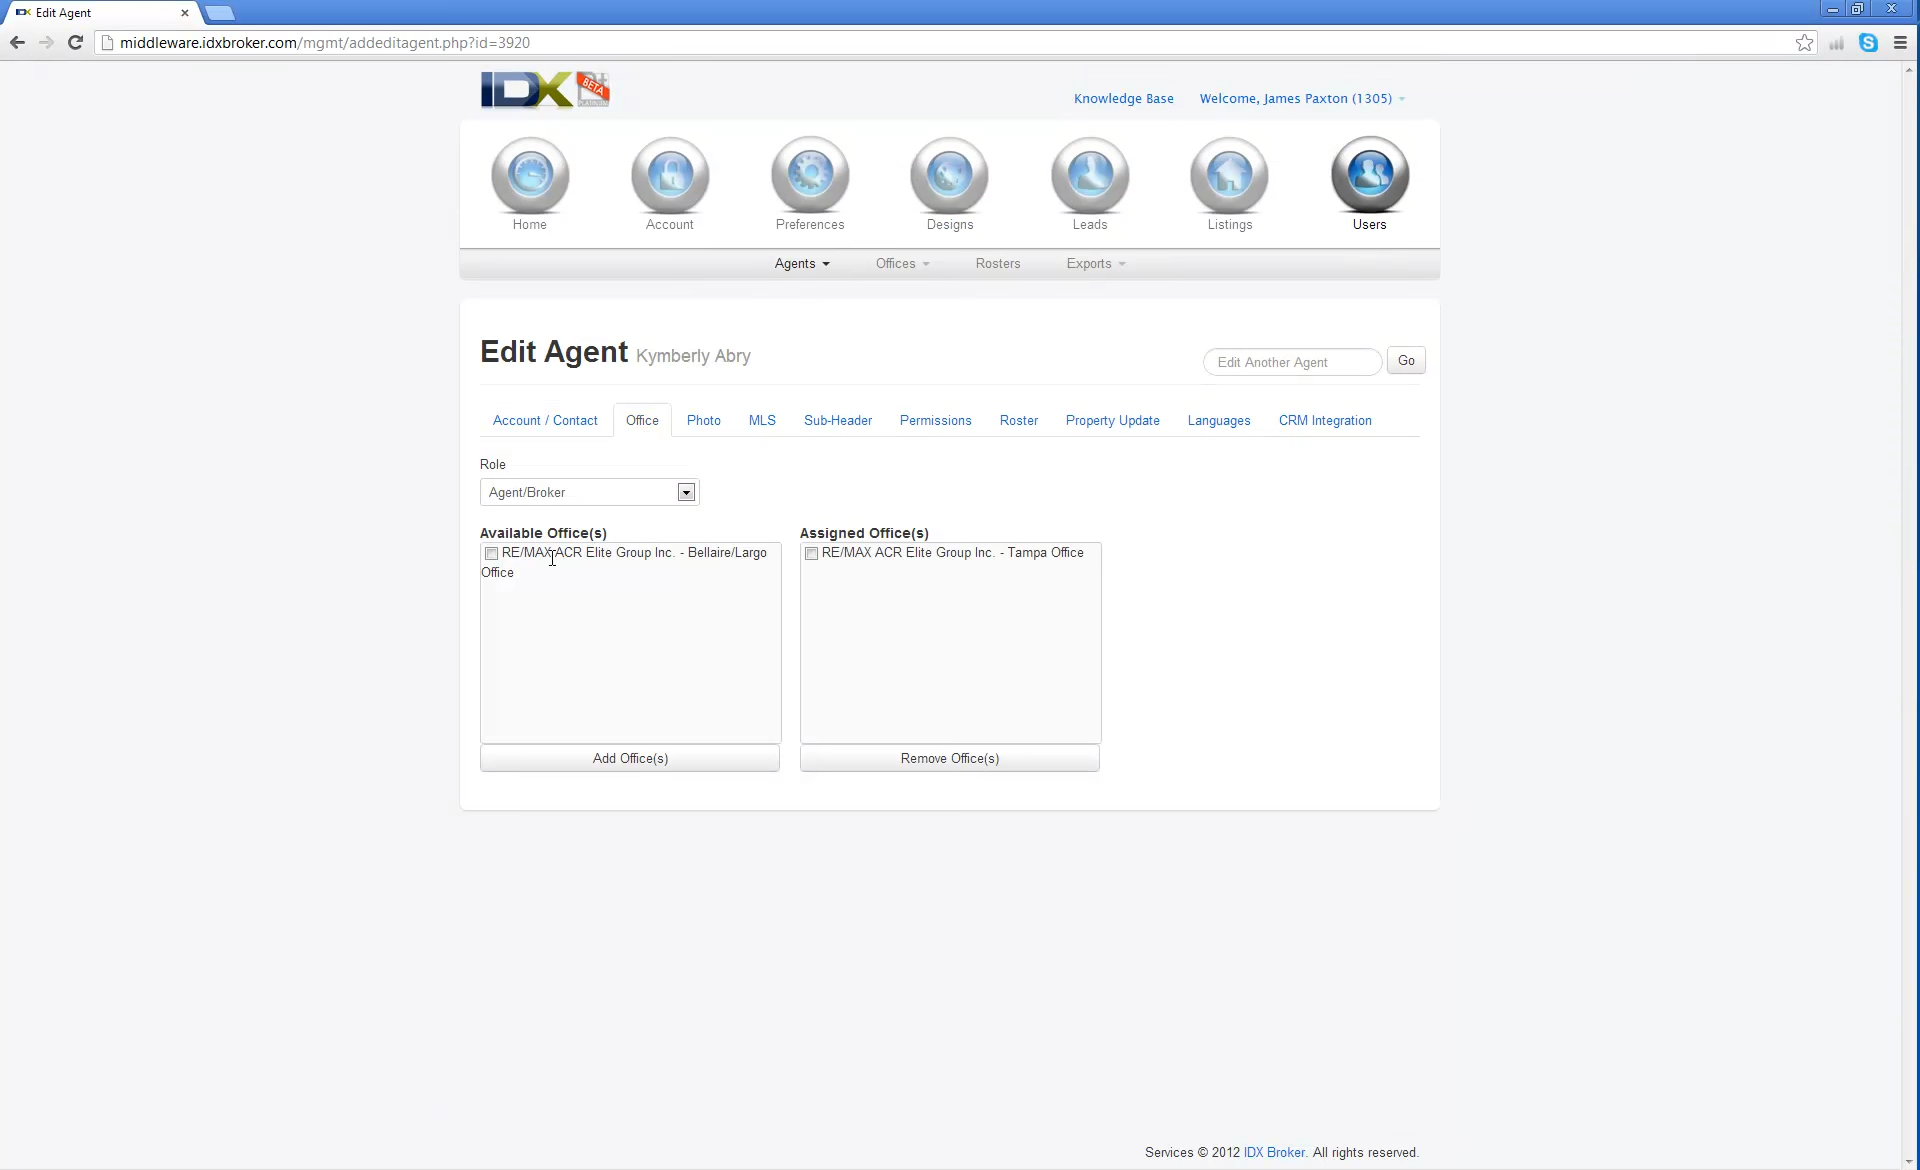 Edit Agent
middleware.idxbroker.com/mgmt/addeditagent.php?id=3920
IDX BETA
Knowledge Base
Welcome, James Paxton (1305)
Home
Account
Preferences
Designs
Leads
Listings
Users
Agents
Offices
Rosters
Exports
Edit Agent Kymberly Abry
Edit Another Agent
Go
Account / Contact
Office
Photo
MLS
Sub-Header
Permissions
Roster
Property Update
Languages
CRM Integration
Role
Agent/Broker
Available Office(s)
RE/MAX ACR Elite Group Inc. - Bellaire/Largo
Office
Add Office(s)
Assigned Office(s)
RE/MAX ACR Elite Group Inc. - Tampa Office
Remove Office(s)
Services © 2012 IDX Broker. All rights reserved.